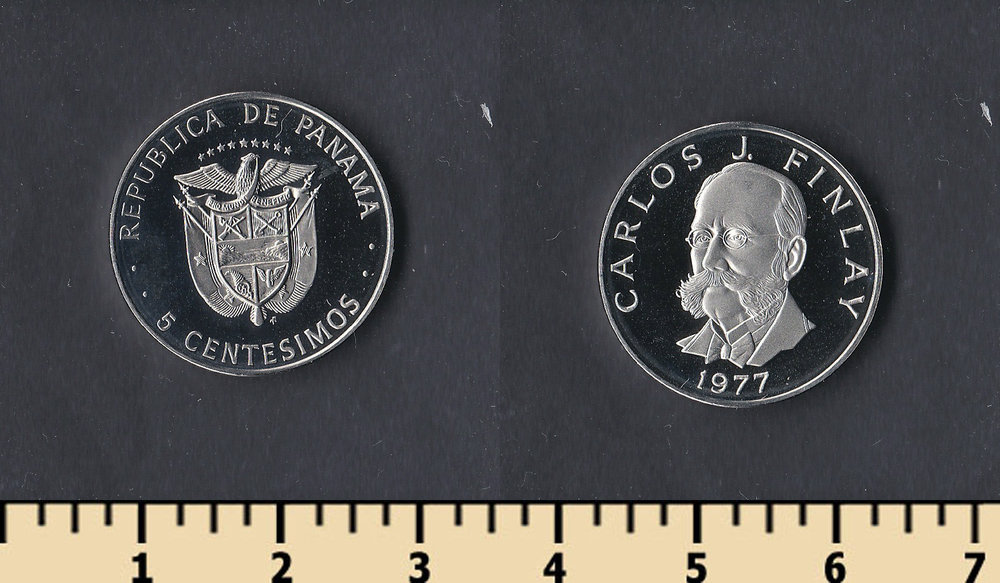 REPUBLICA DE PANAMA
5 CENTESIMOS
CARLOS J. FINLAY
1977
1 2 3 4 5 6 7